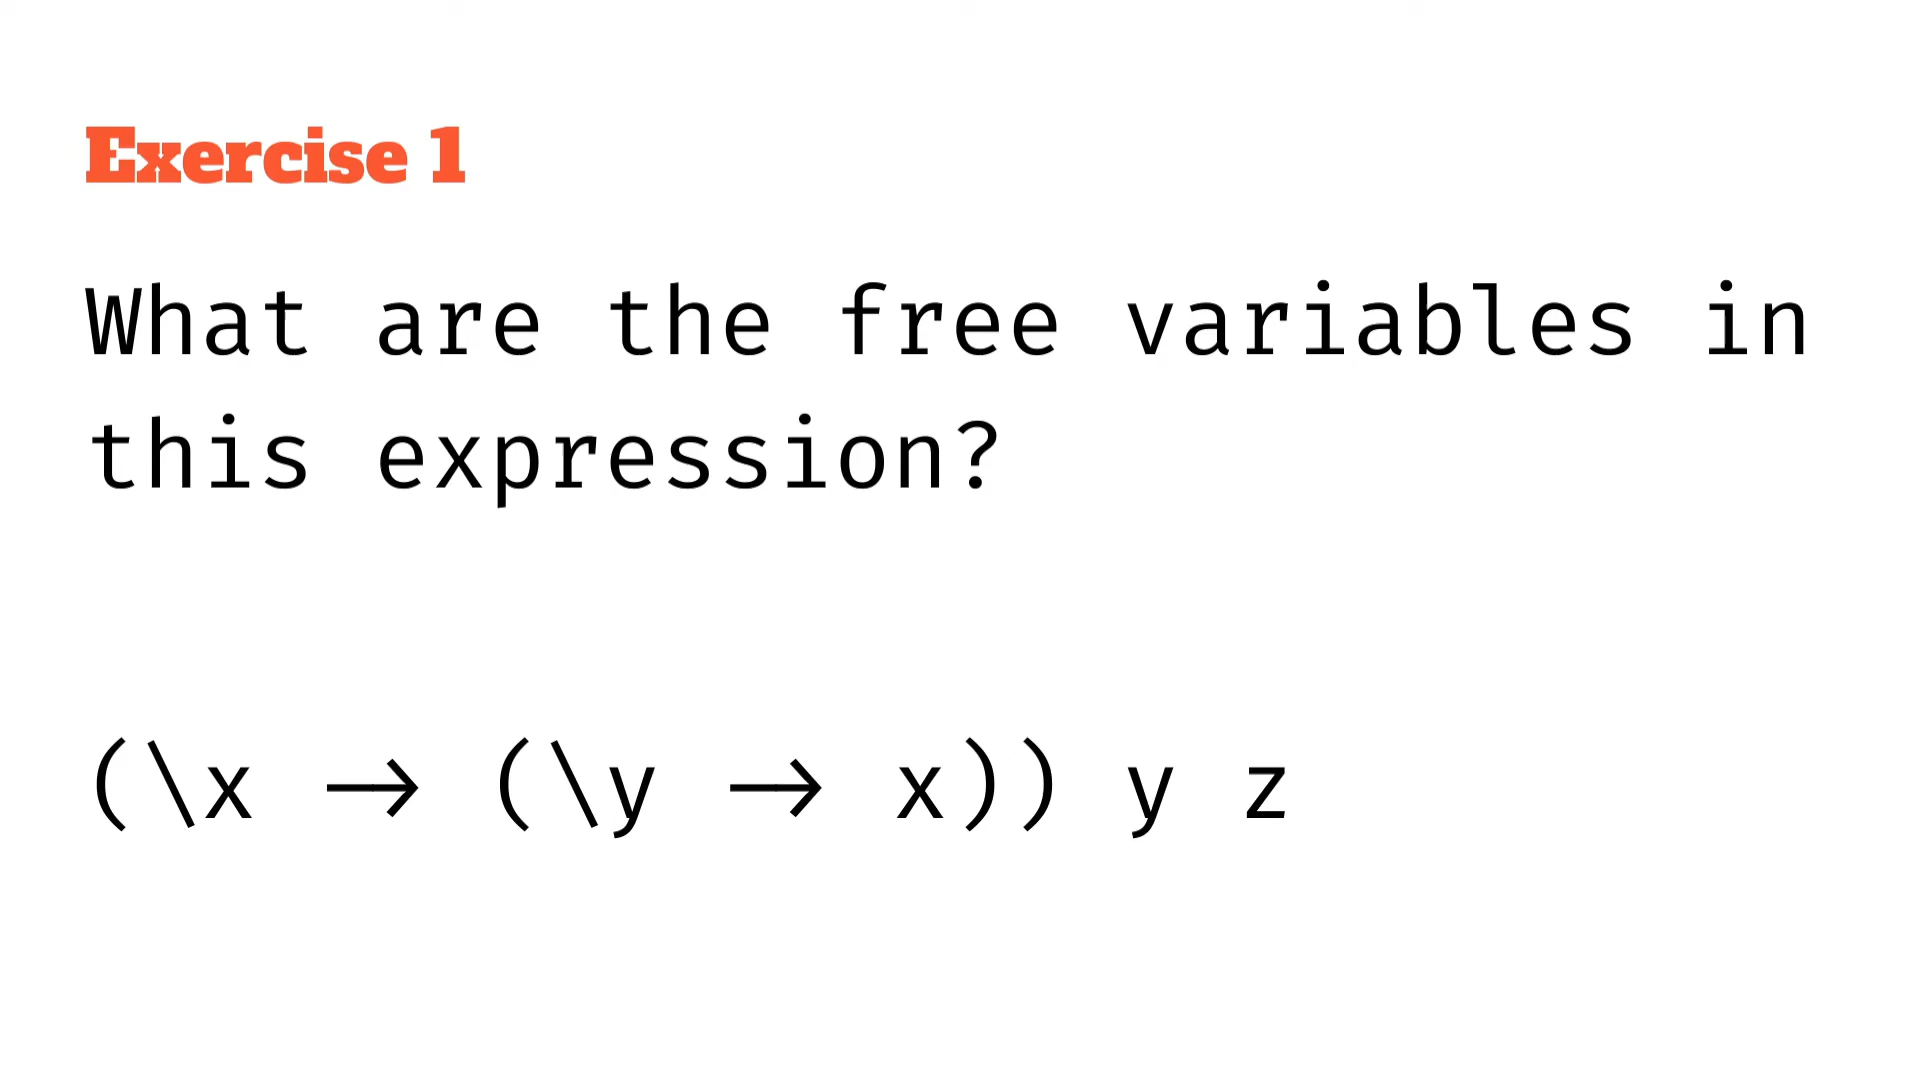 Exercise 1
What are the free variables in
this expression?
(\x → (\y → x)) y z